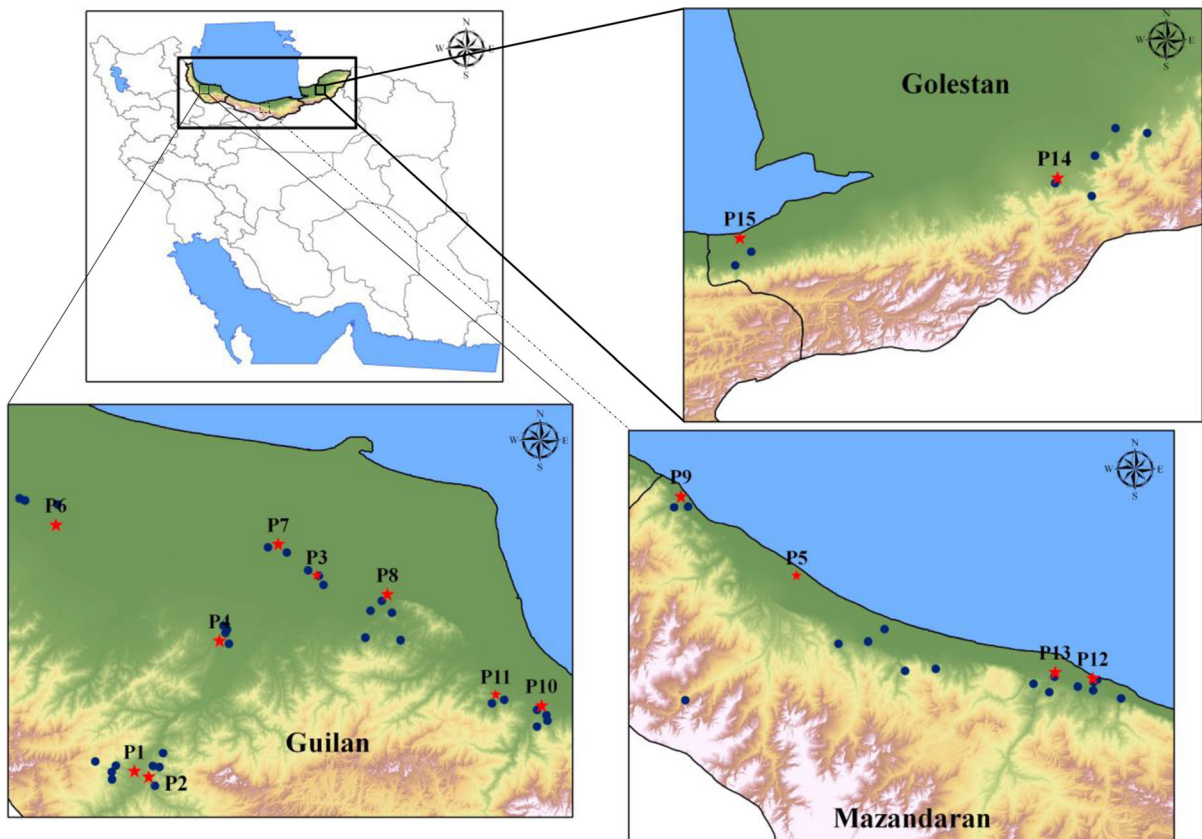 N
W E
S
N
W E
S
Golestan
P14
P15
N
W E
S
P6
P7
P3
P8
P4
P11
P10
Guilan
P1
P2
N
W E
S
P9
P5
P13
P12
Mazandaran